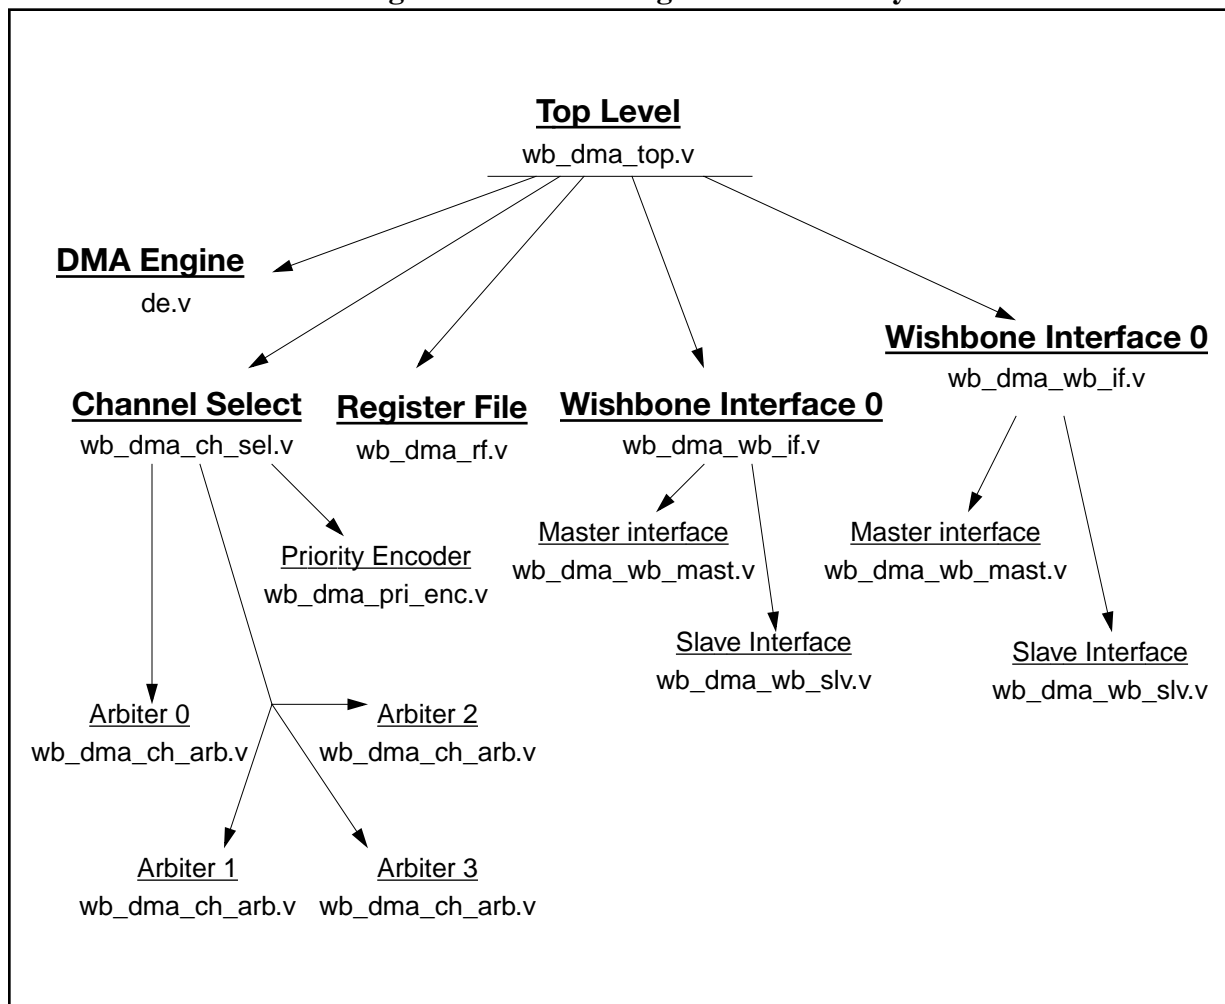 Top Level
wb_dma_top.v
DMA Engine
de.v
Wishbone Interface 0
wb_dma_wb_if.v
Channel Select
wb_dma_ch_sel.v
Register File
wb_dma_rf.v
Wishbone Interface 0
wb_dma_wb_if.v
Master interface
wb_dma_wb_mast.v
Master interface
wb_dma_wb_mast.v
Priority Encoder
wb_dma_pri_enc.v
Slave Interface
wb_dma_wb_slv.v
Slave Interface
wb_dma_wb_slv.v
Arbiter 0
wb_dma_ch_arb.v
Arbiter 2
wb_dma_ch_arb.v
Arbiter 1
wb_dma_ch_arb.v
Arbiter 3
wb_dma_ch_arb.v